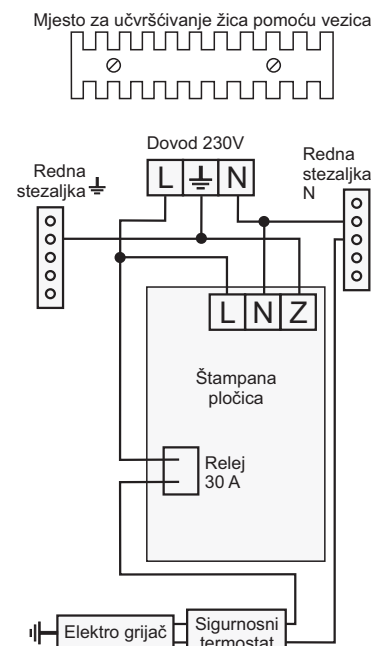 Mjesto za učvršćivanje žica pomoću vezica
Dovod 230V
Redna
stezaljka
Redna
stezaljka
N
L N
L N Z
Štampana
pločica
Relej
30 A
Elektro grijač
Sigurnosni
termostat